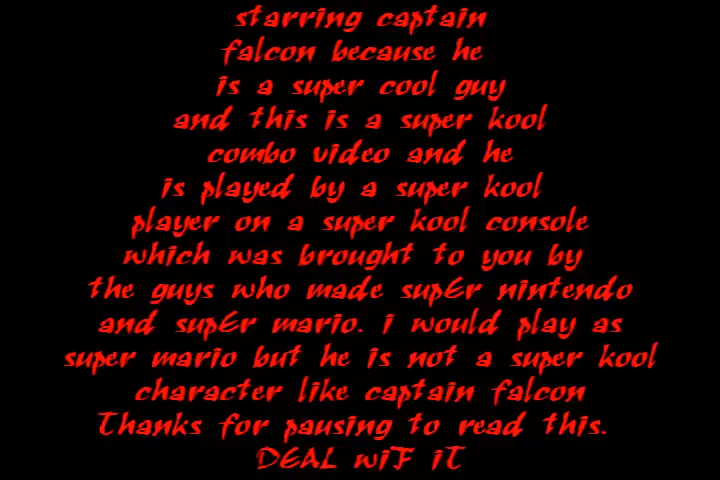 starring captain
falcon because he
is a super cool guy
and this is a super kool
combo video and he
is played by a super kool
player on a super kool console
which was brought to you by
the guys who made supEr nintendo
and supEr mario. i would play as
super mario but he is not a super kool
character like captain falcon
Thanks for pausing to read this.
DEAL wiF iT